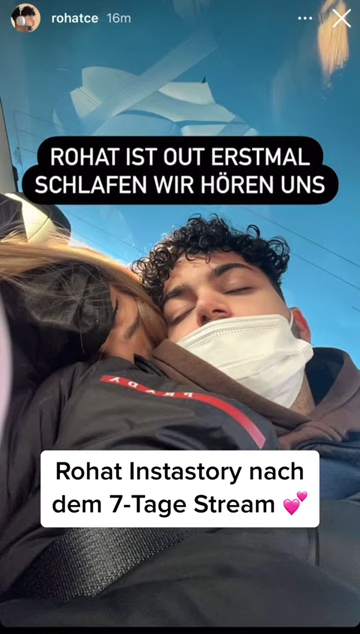 rohatce 16m
ROHAT IST OUT ERSTMAL
SCHLAFEN WIR HÖREN UNS
PRADA
Rohat Instastory nach
dem 7-Tage Stream 💕